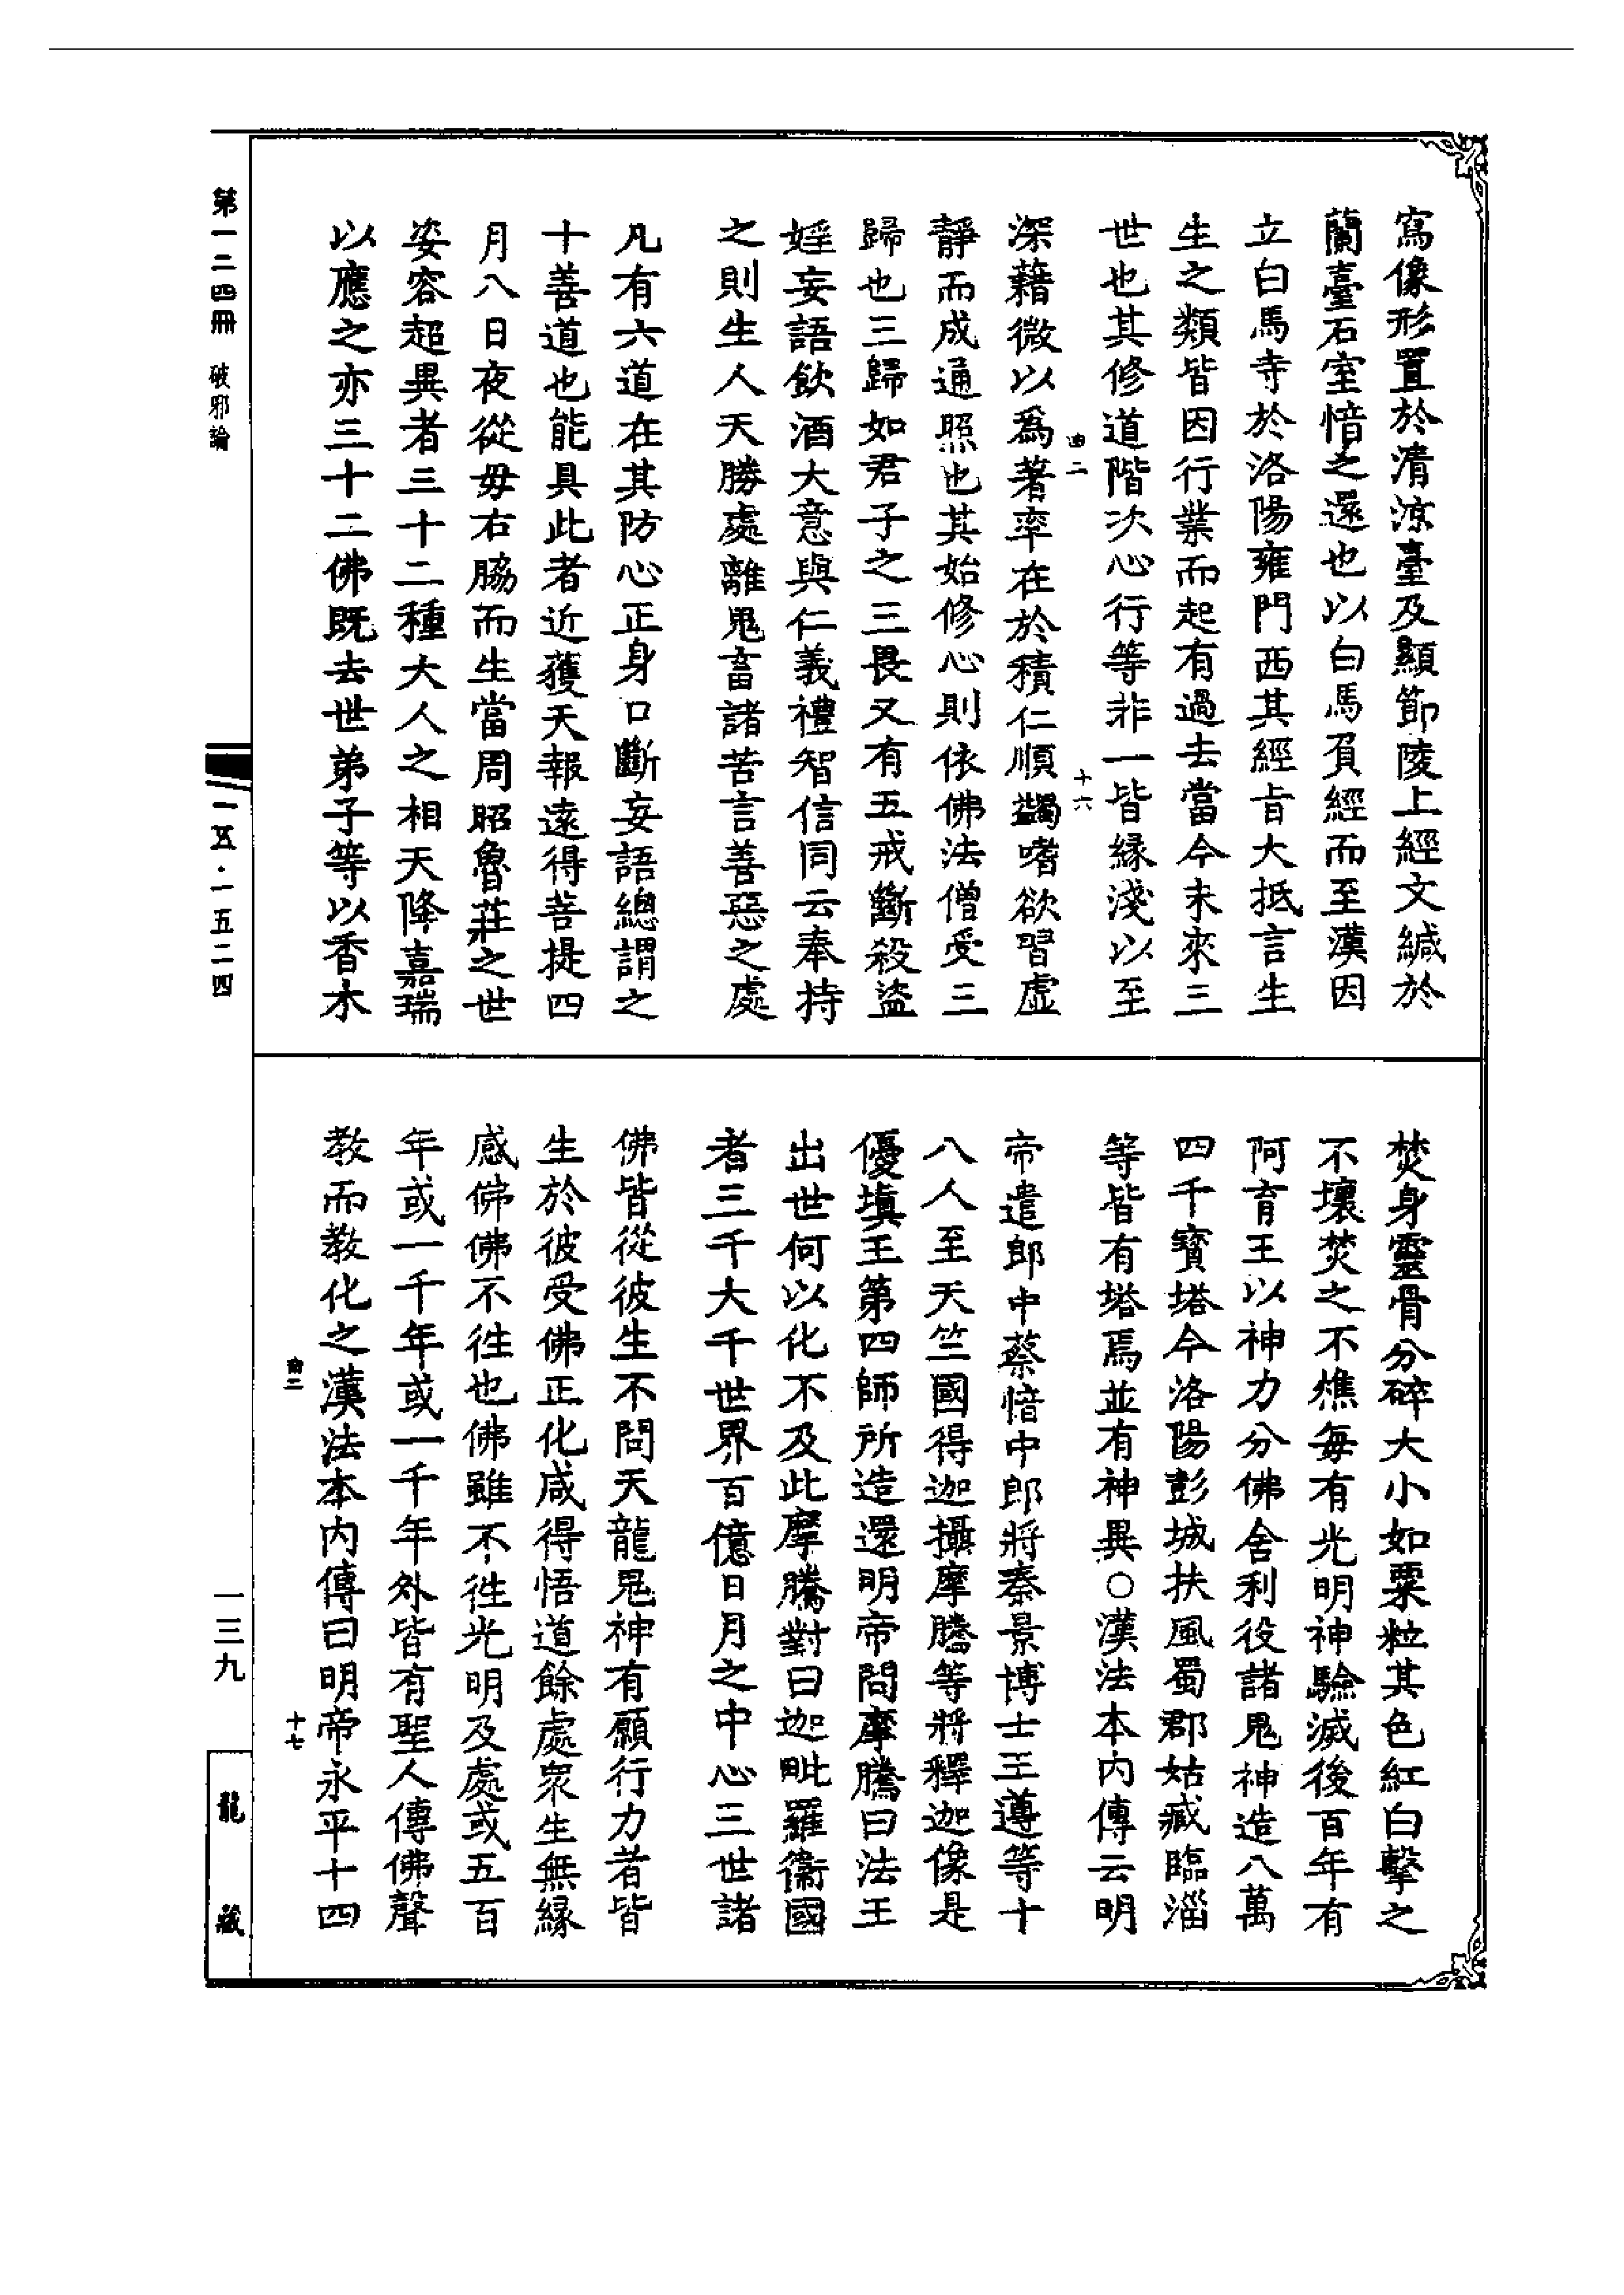 寫像形置於清涼臺及顯節陵上經文緘於
蘭臺石室愔之還也以白馬負經而至漢因
立白馬寺於洛陽雍門西其經旨大抵言生
生之類皆因行業而起有過去當今未來三
世也其修道階次心行等非一皆緣淺以至
曲二
十六
深藉微以爲著率在於積仁順蠲嗜欲習虛
靜而成通照也其始修心則依佛法僧受三
歸也三歸如君子之三畏又有五戒斷殺盜
婬妄語飲酒大意與仁義禮智信同云奉持
之則生人天勝處離鬼畜諸苦言善惡之處
凡有六道在其防心正身口斷妄語總謂之
十善道也能具此者近獲天報遠得菩提四
月八日夜從母右脇而生當周昭魯莊之世
姿容超異者三十二種大人之相天降嘉瑞
以應之亦三十二佛既去世弟子等以香木
焚身靈骨分碎大小如粟粒其色紅白擊之
不壞焚之不燋每有光明神驗滅後百年有
阿育王以神力分佛舍利役諸鬼神造八萬
四千寶塔今洛陽彭城扶風蜀郡姑臧臨淄
等皆有塔焉並有神異○漢法本內傳云明
帝遣郎中蔡愔中郎將秦景博士王遵等十
八人至天竺國得迦攝摩騰等將釋迦像是
優填王第四師所造還明帝問摩騰曰法王
出世何以化不及此摩騰對曰迦毗羅衛國
者三千大千世界百億日月之中心三世諸
佛皆從彼生不問天龍鬼神有願行力者皆
生於彼受佛正化咸得悟道餘處眾生無緣
感佛佛不往也佛雖不往光明及處或五百
年或一千年或一千年外皆有聖人傳佛聲
教而教化之漢法本內傳曰明帝永平十四
曲二
十七
第一二四冊
破邪論
一五·一五二四
一三九
龍藏